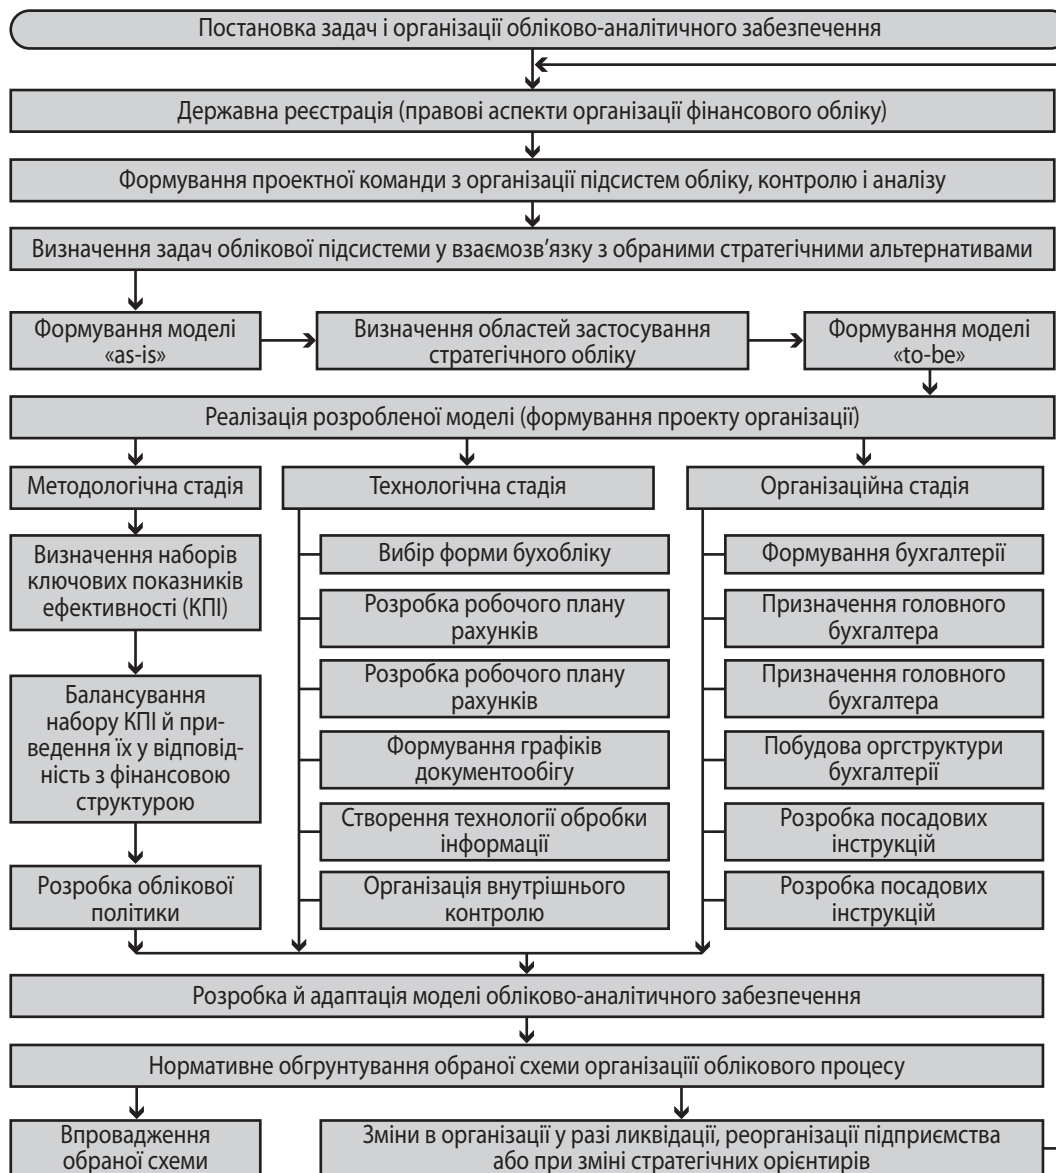 Постановка задач і організації обліково-аналітичного забезпечення
Державна реєстрація (правові аспекти організації фінансового обліку)
Формування проектної команди з організації підсистем обліку, контролю і аналізу
Визначення задач облікової підсистеми у взаємозв'язку з обраними стратегічними альтернативами
Формування моделі
«as-is»
Визначення областей застосування
стратегічного обліку
Формування моделі
«to-be»
Реалізація розробленої моделі (формування проекту організації)
Методологічна стадія
Визначення наборів
ключових показників
ефективності (КПІ)
Балансування
набору КПІ й при-
ведення їх у відповід-
ність з фінансовою
структурою
Розробка облікової
політики
Технологічна стадія
Вибір форми бухобліку
Розробка робочого плану
рахунків
Розробка робочого плану
рахунків
Формування графіків
документообігу
Створення технології обробки
інформації
Організація внутрішнього
контролю
Організаційна стадія
Формування бухгалтерії
Призначення головного
бухгалтера
Призначення головного
бухгалтера
Побудова оргструктури
бухгалтерії
Розробка посадових
інструкцій
Розробка посадових
інструкцій
Розробка й адаптація моделі обліково-аналітичного забезпечення
Нормативне обгрунтування обраної схеми організаціїі облікового процесу
Впровадження
обраної схеми
Зміни в організації у разі ликвідації, реорганізації підприємства
або при зміні стратегічних орієнтирів